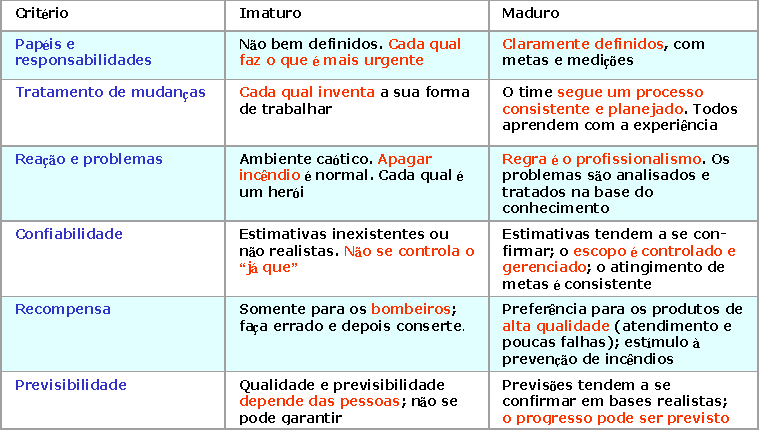 Critério
Imaturo
Maduro
Papéis e
responsabilidades
Não bem definidos. Cada qual
faz o que é mais urgente
Claramente definidos, com
metas e medições
Tratamento de mudanças
Cada qual inventa a sua forma
de trabalhar
O time segue um processo
consistente e planejado. Todos
aprendem com a experiência
Reação e problemas
Ambiente caótico. Apagar
incêndio é normal. Cada qual é
um herói
Regra é o profissionalismo. Os
problemas são analisados e
tratados na base do
conhecimento
Confiabilidade
Estimativas inexistentes ou
não realistas. Não se controla o
“já que”
Estimativas tendem a se con-
firmar; o escopo é controlado e
gerenciado; o atingimento de
metas é consistente
Recompensa
Somente para os bombeiros;
faça errado e depois conserte.
Preferência para os produtos de
alta qualidade (atendimento e
poucas falhas); estímulo à
prevenção de incêndios
Previsibilidade
Qualidade e previsibilidade
depende das pessoas; não se
pode garantir
Previsões tendem a se
confirmar em bases realistas;
o progresso pode ser previsto